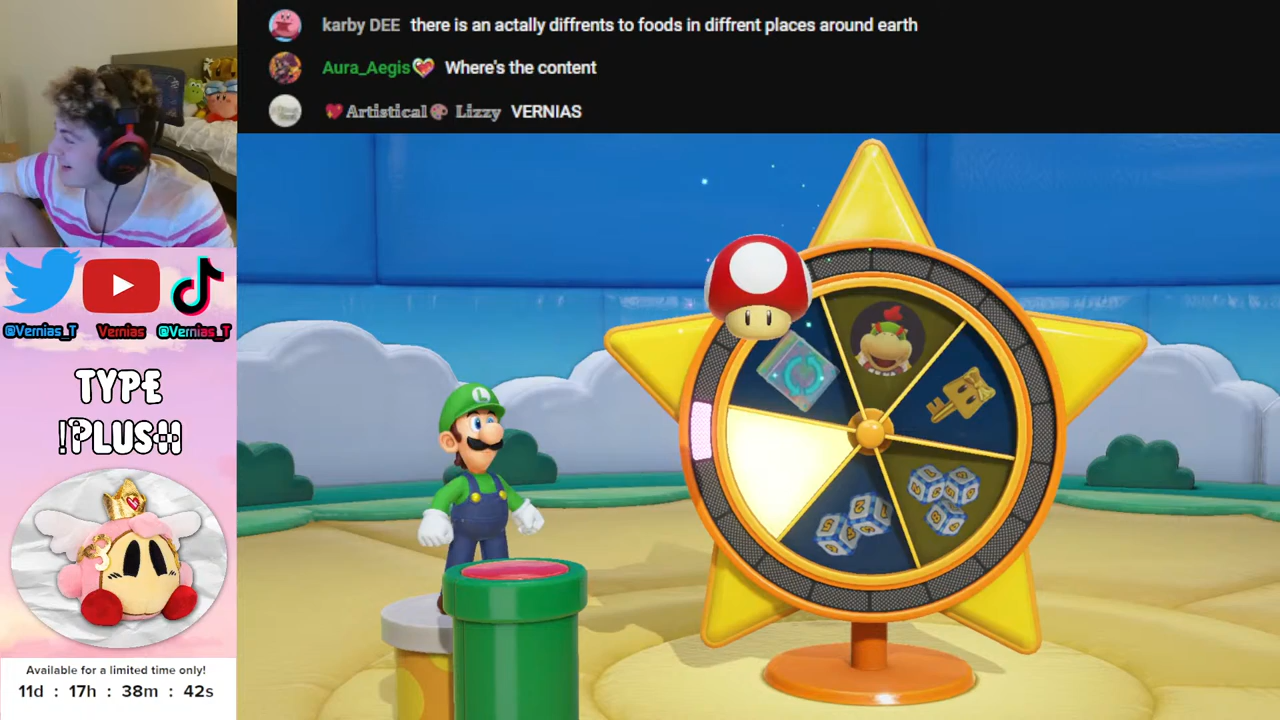 karby DEE there is an actally diffrents to foods in diffrent places around earth
Aura_Aegis Where's the content
Artistical Lizzy VERNIAS
@Vernias_T Vernias @Vernias_T
TYPE
!PLUSH
Available for a limited time only!
11d : 17h : 38m : 42s
L